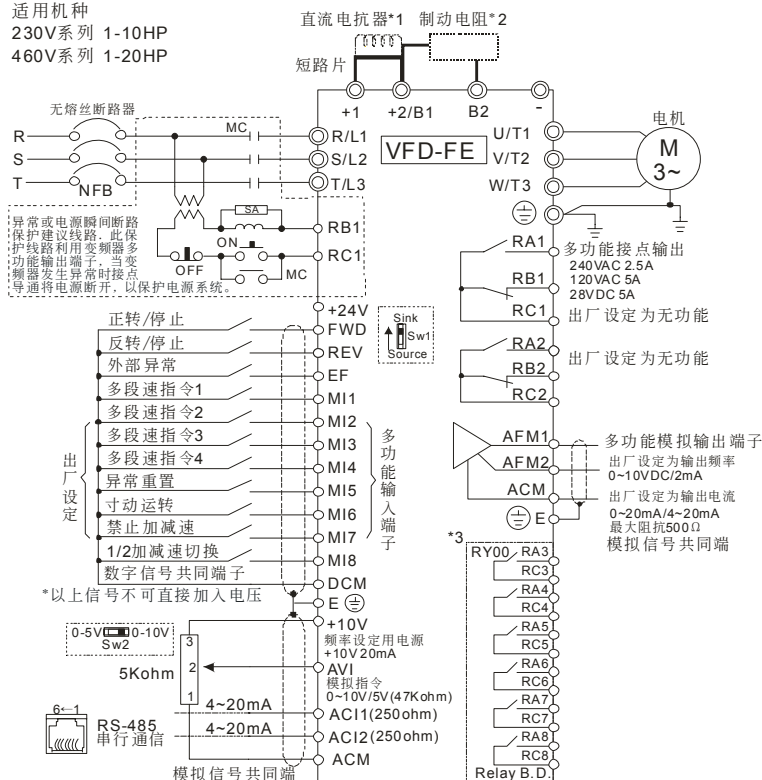 适用机种
230V系列 1-10HP
460V系列 1-20HP
直流电抗器*1 制动电阻*2
短路片
+1 +2/B1 B2 -
无熔丝断路器
MC
R
S
T
NFB
R/L1
S/L2
T/L3
VFD-FE
U/T1
V/T2
W/T3
电机
M
3~
异常或电源瞬间断路
保护建议线路. 此保
护线路利用变频器多
功能输出端子, 当变
频器发生异常时接点
导通将电源断开, 以保护电源系统。
SA
ON
OFF
MC
RB1
RC1
RA1
RB1
RC1
多功能接点输出
240VAC 2.5A
120VAC 5A
28VDC 5A
出厂设定为无功能
RA2
RB2
RC2
出厂设定为无功能
+24V
Sink
Sw1
Source
正转/停止 FWD
反转/停止 REV
外部异常 EF
多段速指令1 MI1
多段速指令2 MI2
多段速指令3 MI3
多段速指令4 MI4
异常重置 MI5
寸动运转 MI6
禁止加减速 MI7
1/2加减速切换 MI8
数字信号共同端子 DCM
出厂设定
多功能输入端子
*以上信号不可直接加入电压
E
AFM1 多功能模拟输出端子
AFM2 出厂设定为输出频率
0~10VDC/2mA
ACM 出厂设定为输出电流
0~20mA/4~20mA
最大阻抗500Ω
模拟信号共同端
E
0-5V 0-10V
Sw2
+10V
频率设定用电源
+10V 20mA
3
2
1
5Kohm
AVI
模拟指令
0~10V/5V(47Kohm)
4~20mA ACI1(250ohm)
4~20mA ACI2(250ohm)
ACM
模拟信号共同端
6←1
RS-485
串行通信
*3
RY00
RA3
RC3
RA4
RC4
RA5
RC5
RA6
RC6
RA7
RC7
RA8
RC8
Relay B.D.